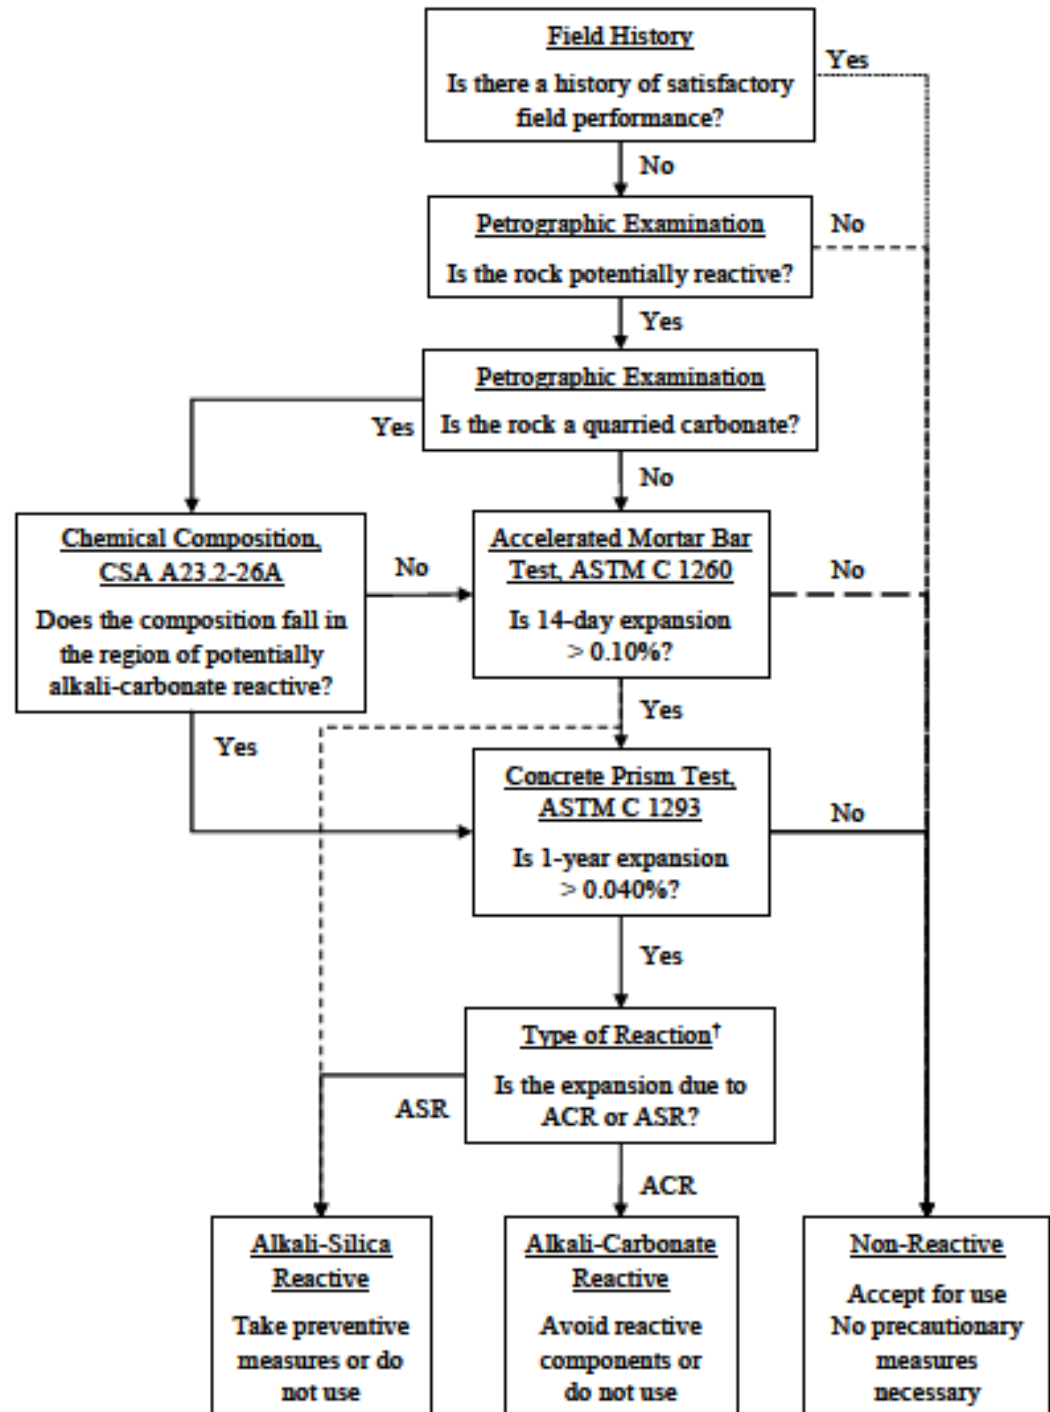 Field History
Is there a history of satisfactory
field performance?
Yes
No
Petrographic Examination
Is the rock potentially reactive?
No
Yes
Petrographic Examination
Is the rock a quarried carbonate?
Yes
No
Chemical Composition,
CSA A23.2-26A
Does the composition fall in
the region of potentially
alkali-carbonate reactive?
No
Accelerated Mortar Bar
Test, ASTM C 1260
Is 14-day expansion
> 0.10%?
No
Yes
Yes
Concrete Prism Test,
ASTM C 1293
Is 1-year expansion
> 0.040%?
No
Yes
Type of Reaction†
Is the expansion due to
ACR or ASR?
ASR
ACR
Alkali-Silica
Reactive
Take preventive
measures or do
not use
Alkali-Carbonate
Reactive
Avoid reactive
components or
do not use
Non-Reactive
Accept for use
No precautionary
measures
necessary